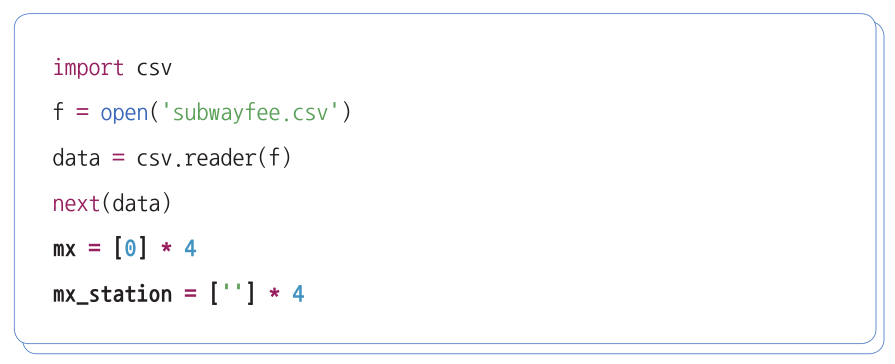 import csv
f = open('subwayfee.csv')
data = csv.reader(f)
next(data)
mx = [0] * 4
mx_station = [''] * 4